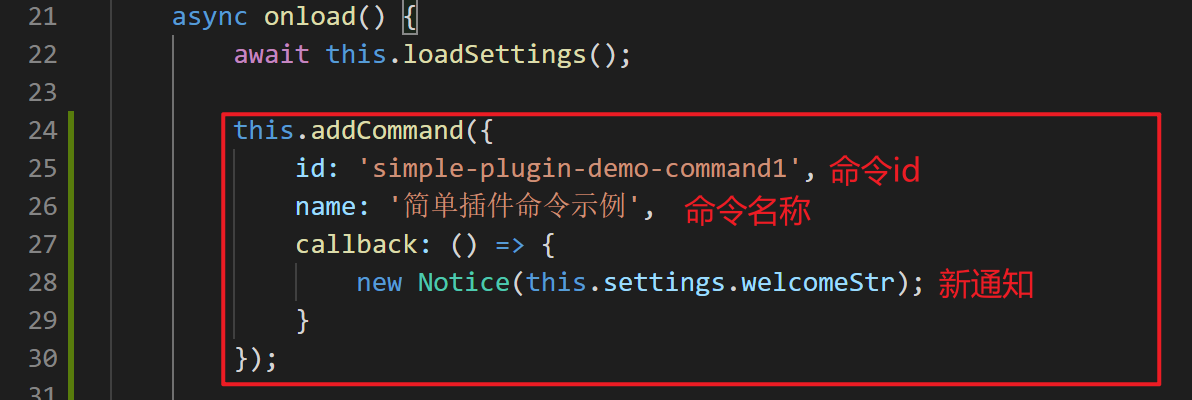 21 async onload() {
22 await this.loadSettings();
23
24 this.addCommand({
25 id: 'simple-plugin-demo-command1', 命令id
26 name: '简单插件命令示例', 命令名称
27 callback: () => {
28 new Notice(this.settings.welcomeStr); 新通知
29 }
30 });
31